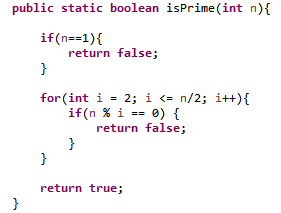 public static boolean isPrime(int n){
if(n==1){
return false;
}
for(int i = 2; i <= n/2; i++){
if(n % i == 0) {
return false;
}
}
return true;
}